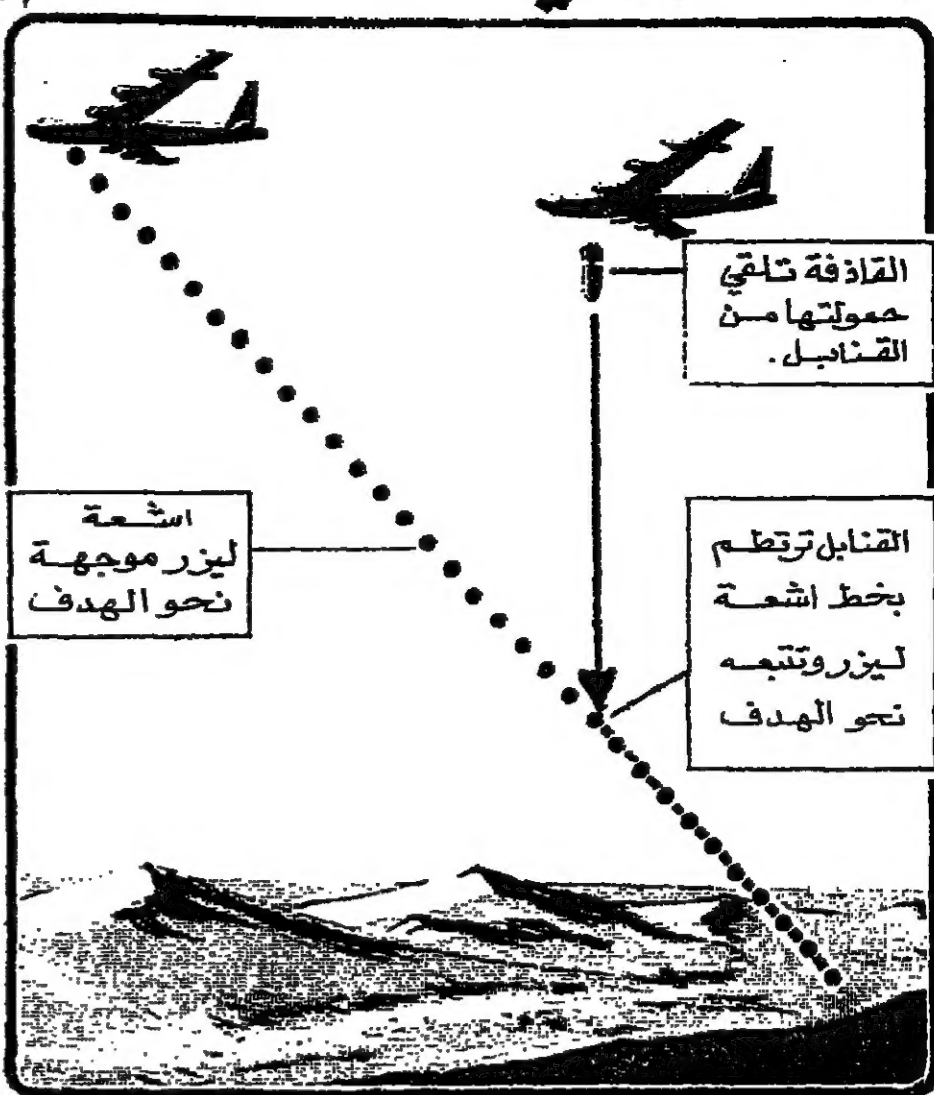 القاذفة تلقي
حمولتها من
القنابل.
اشعة
ليزر موجهة
نحو الهدف
القنابل ترتطم
بخط اشعة
ليزر وتتبعه
نحو الهدف